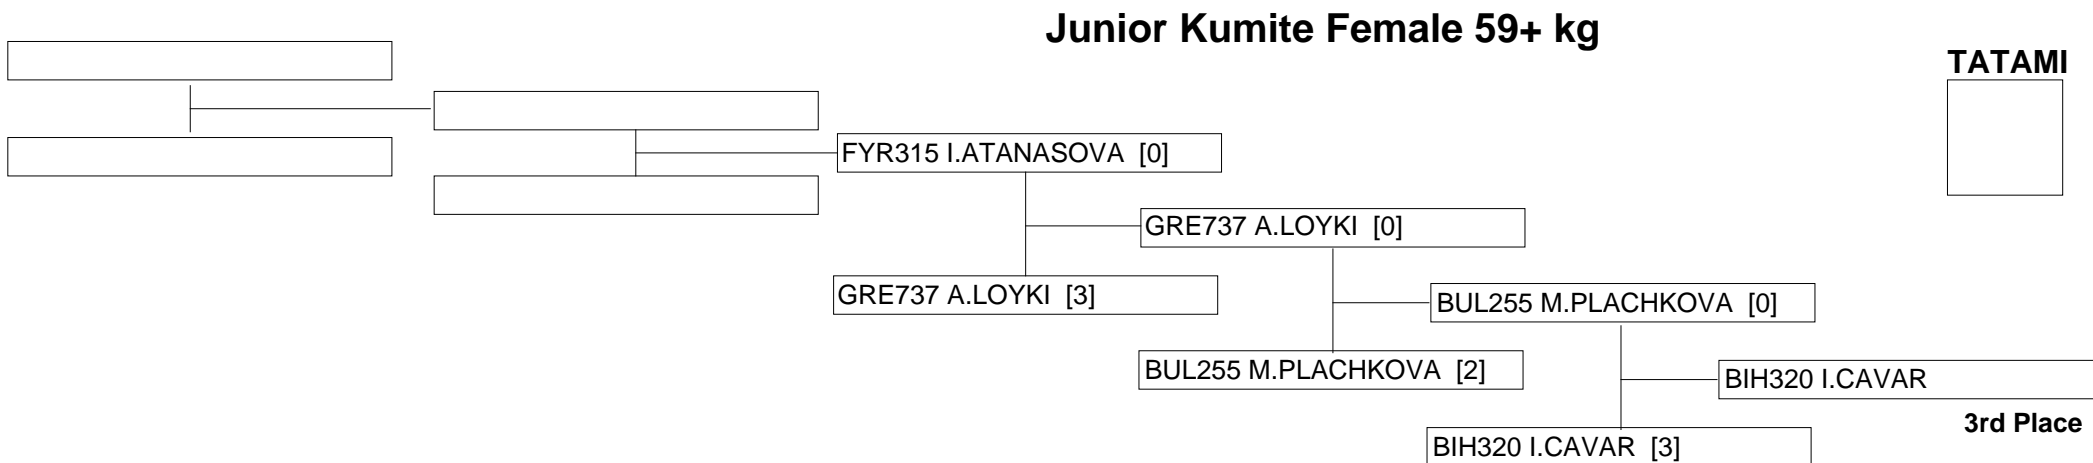 Junior Kumite Female 59+ kg
TATAMI
FYR315 I.ATANASOVA [0]
GRE737 A.LOYKI [0]
GRE737 A.LOYKI [3]
BUL255 M.PLACHKOVA [0]
BUL255 M.PLACHKOVA [2]
BIH320 I.CAVAR
3rd Place
BIH320 I.CAVAR [3]